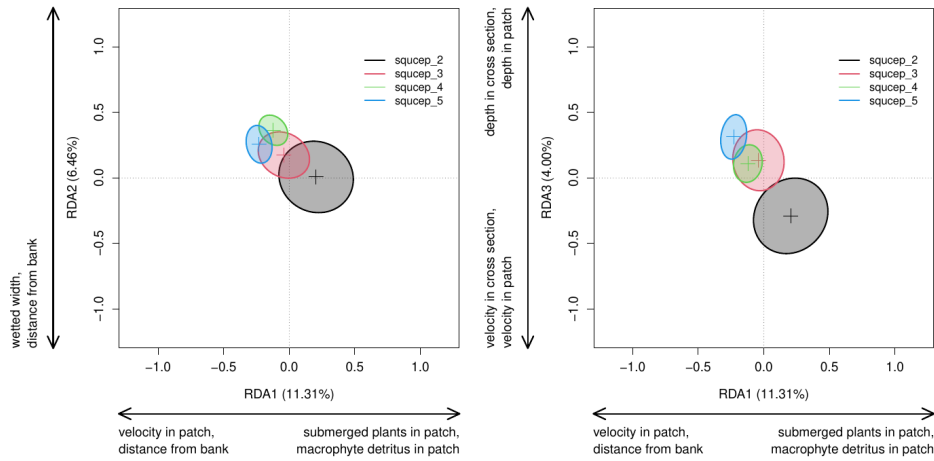 1.0
0.5
0.0
−0.5
−1.0
RDA2 (6.46%)
wetted width,
distance from bank
squcep_2
squcep_3
squcep_4
squcep_5
−1.0 −0.5 0.0 0.5 1.0
RDA1 (11.31%)
velocity in patch,
distance from bank
submerged plants in patch,
macrophyte detritus in patch
depth in cross section,
depth in patch
velocity in cross section,
velocity in patch
1.0
0.5
0.0
−0.5
−1.0
RDA3 (4.00%)
squcep_2
squcep_3
squcep_4
squcep_5
−1.0 −0.5 0.0 0.5 1.0
RDA1 (11.31%)
velocity in patch,
distance from bank
submerged plants in patch,
macrophyte detritus in patch